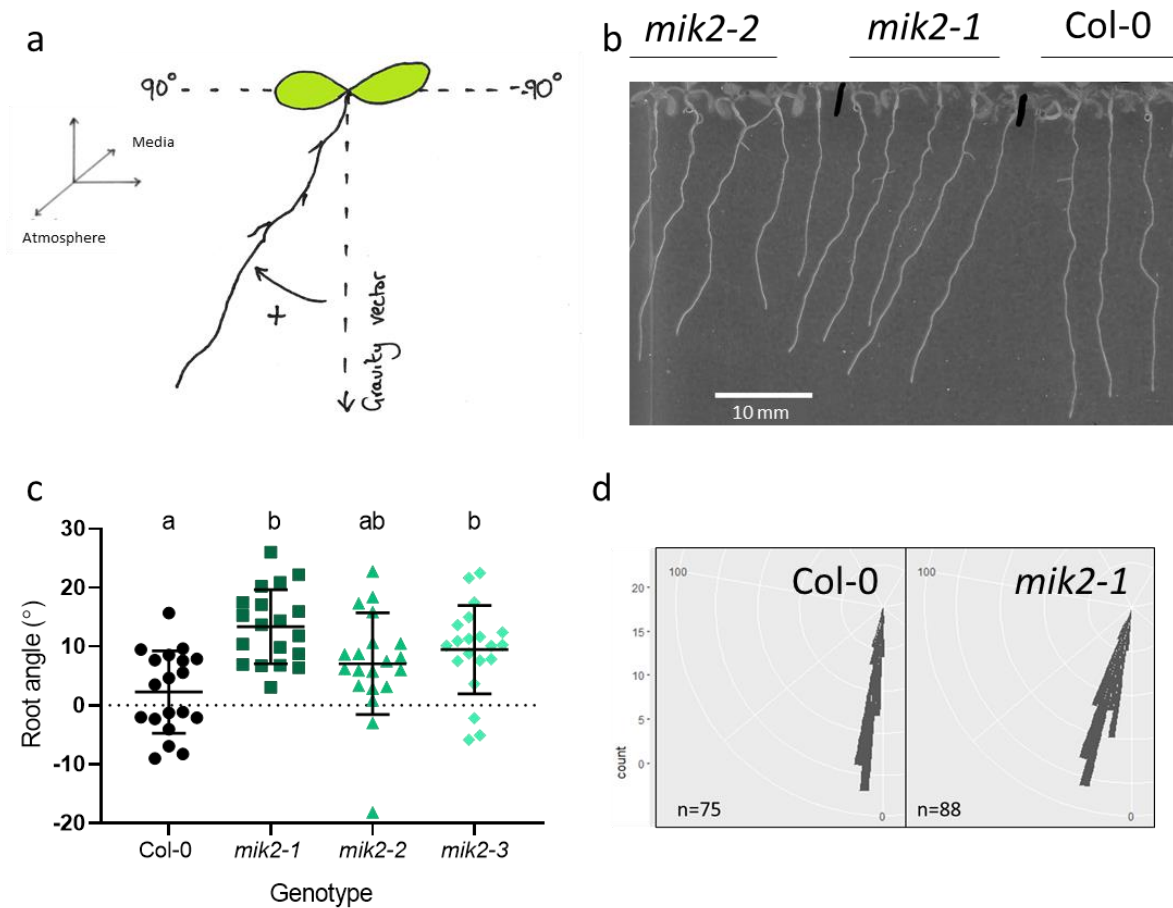 a
90°
-90°
Media
Atmosphere
+
Gravity vector
b
mik2-2
mik2-1
Col-0
10 mm
c
a
b
ab
b
30
20
10
0
-10
-20
Root angle (°)
Col-0
mik2-1
mik2-2
mik2-3
Genotype
d
Col-0
mik2-1
100
100
20
15
10
5
0
count
n=75
0
n=88
0